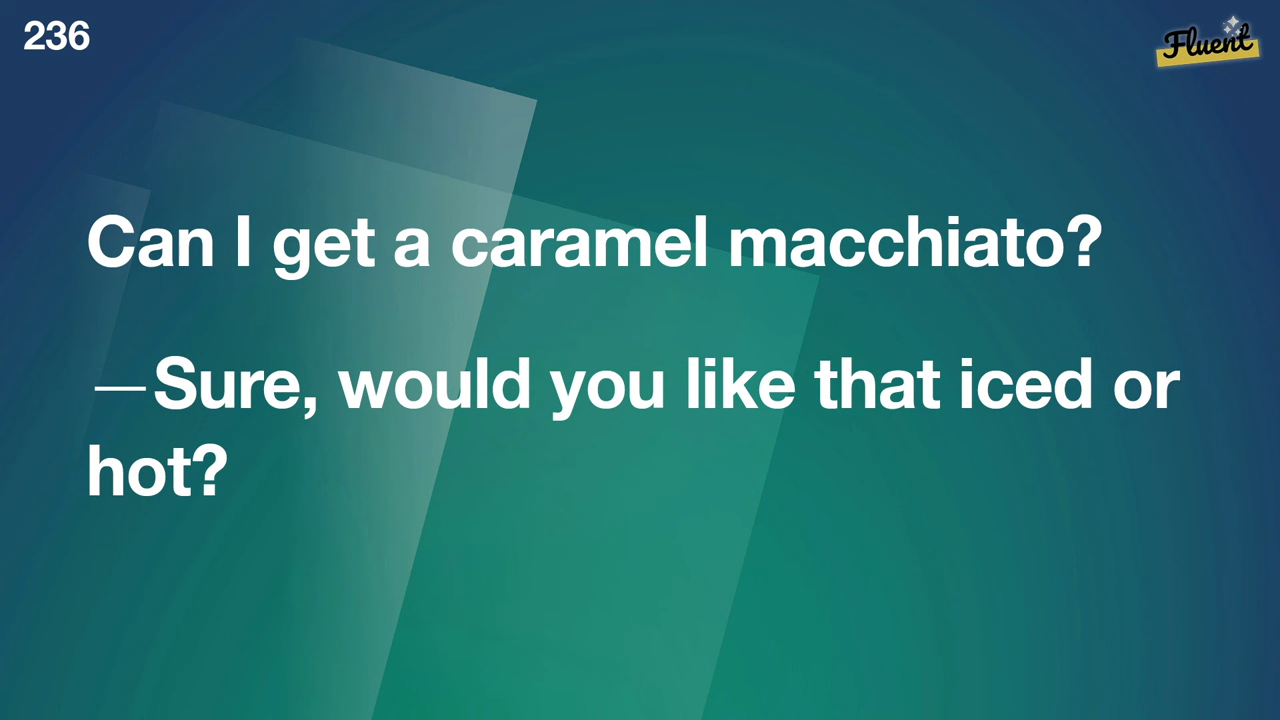 236
Fluent
Can I get a caramel macchiato?
—Sure, would you like that iced or
hot?